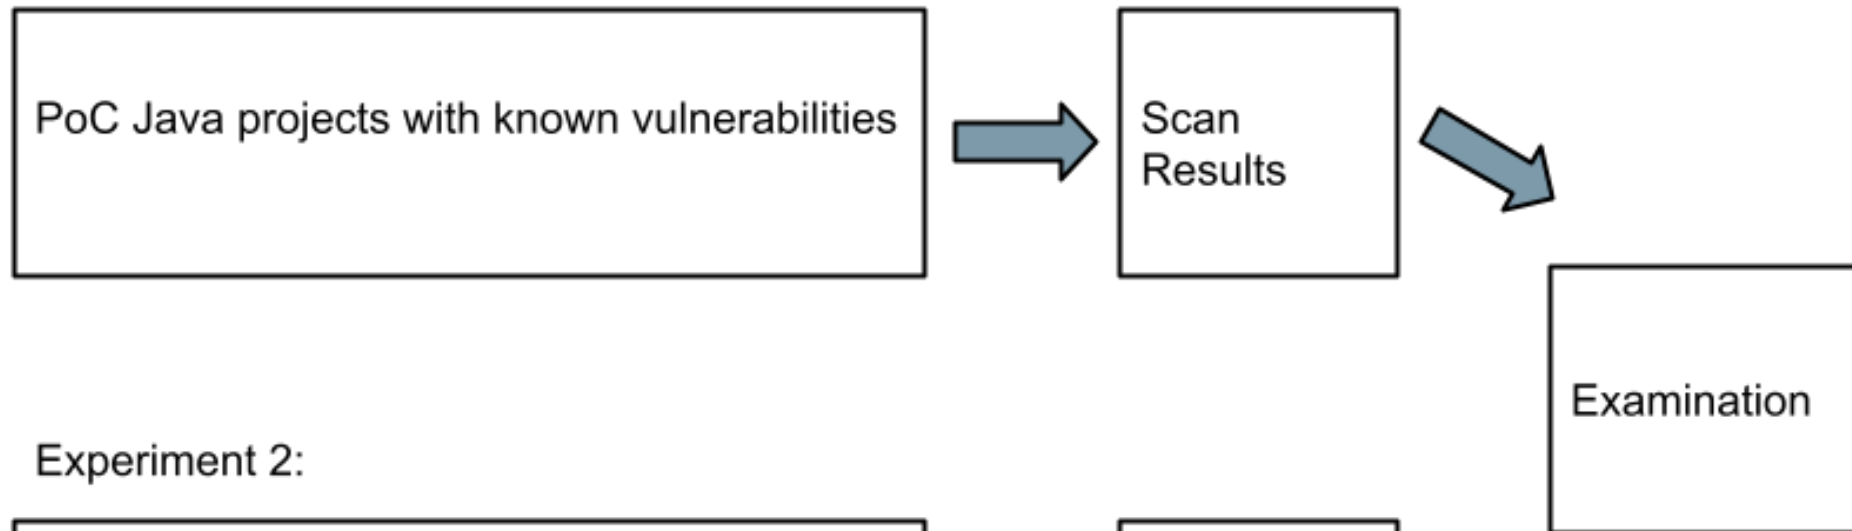 PoC Java projects with known vulnerabilities
Scan
Results
Examination
Experiment 2: